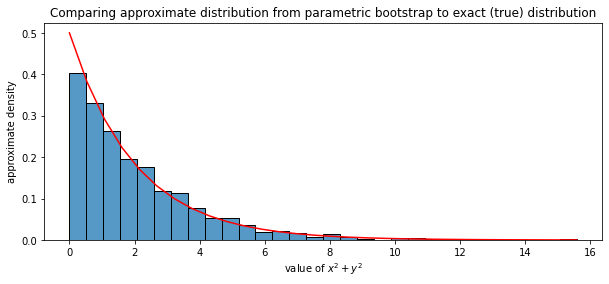 Comparing approximate distribution from parametric bootstrap to exact (true) distribution
approximate density
0.5
0.4
0.3
0.2
0.1
0.0
0 2 4 6 8 10 12 14 16
value of x² + y²